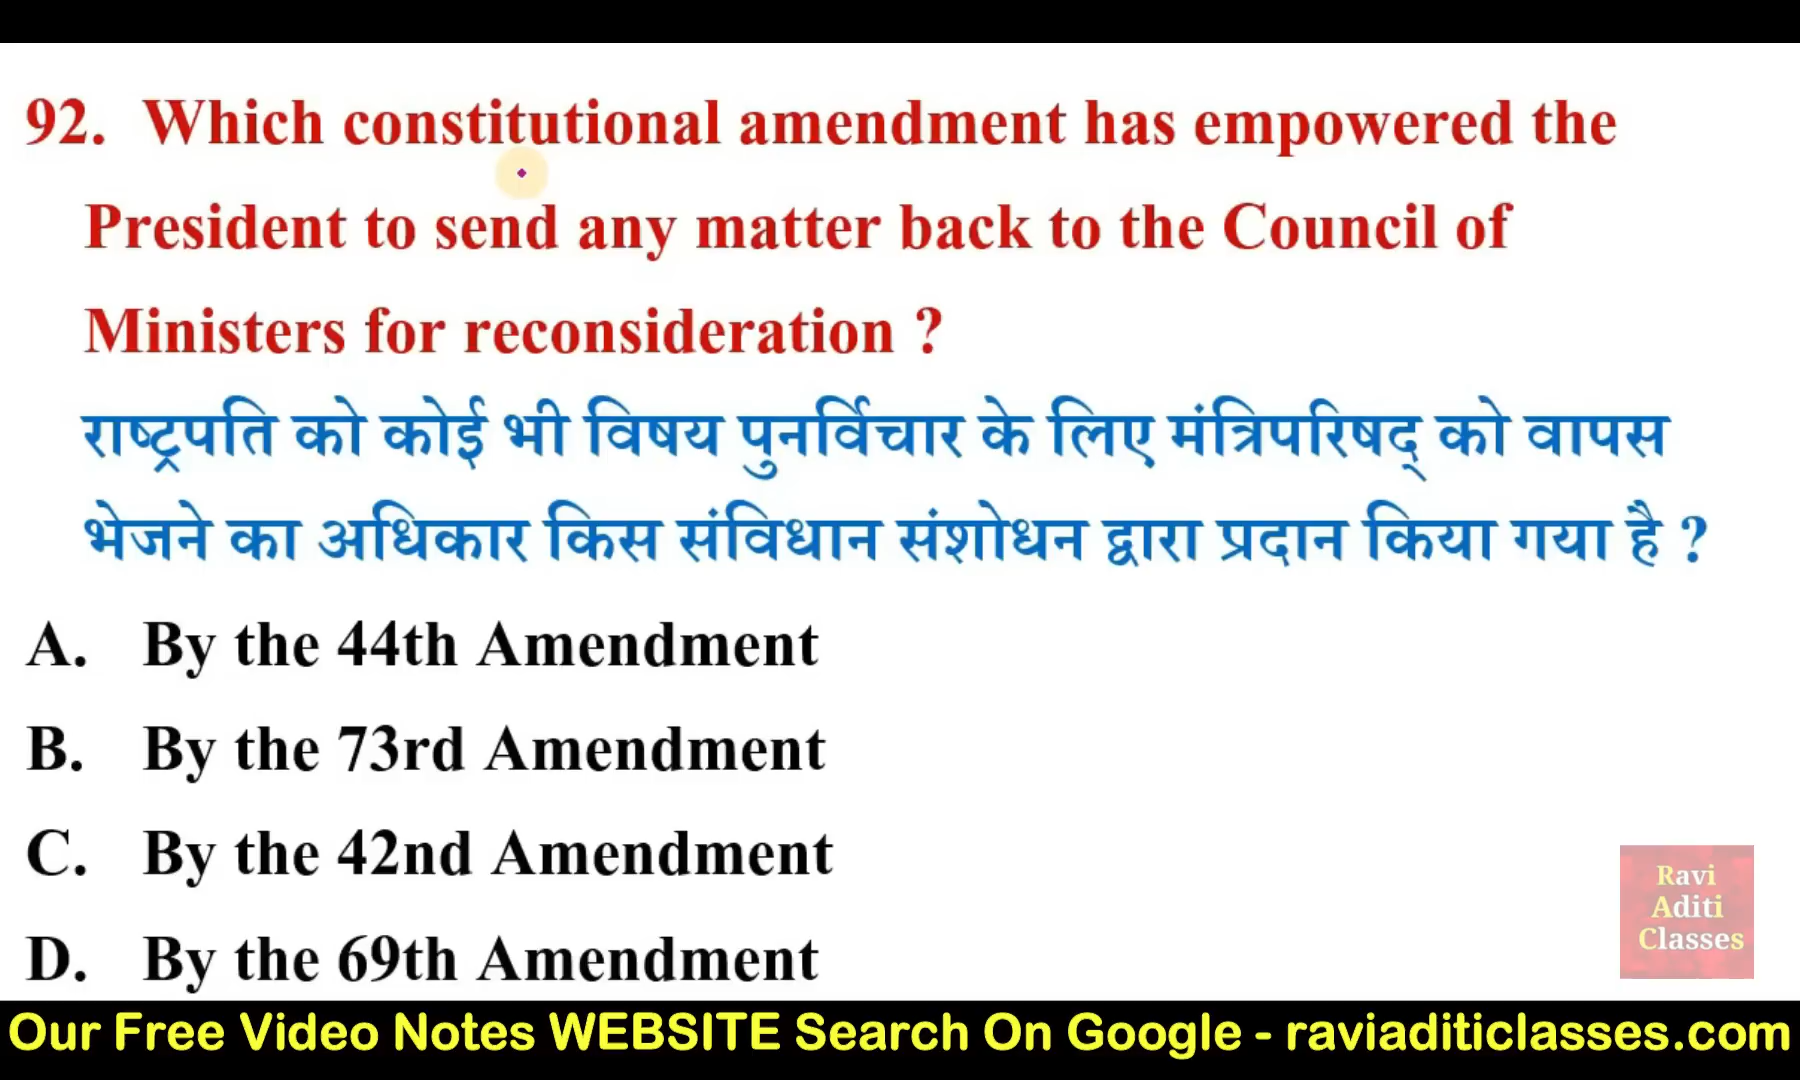 92. Which constitutional amendment has empowered the
President to send any matter back to the Council of
Ministers for reconsideration ?
राष्ट्रपति को कोई भी विषय पुनर्विचार के लिए मंत्रिपरिषद् को वापस
भेजने का अधिकार किस संविधान संशोधन द्वारा प्रदान किया गया है ?
A. By the 44th Amendment
B. By the 73rd Amendment
C. By the 42nd Amendment
D. By the 69th Amendment
Ravi
Aditi
Classes
Our Free Video Notes WEBSITE Search On Google - raviaditiclasses.com